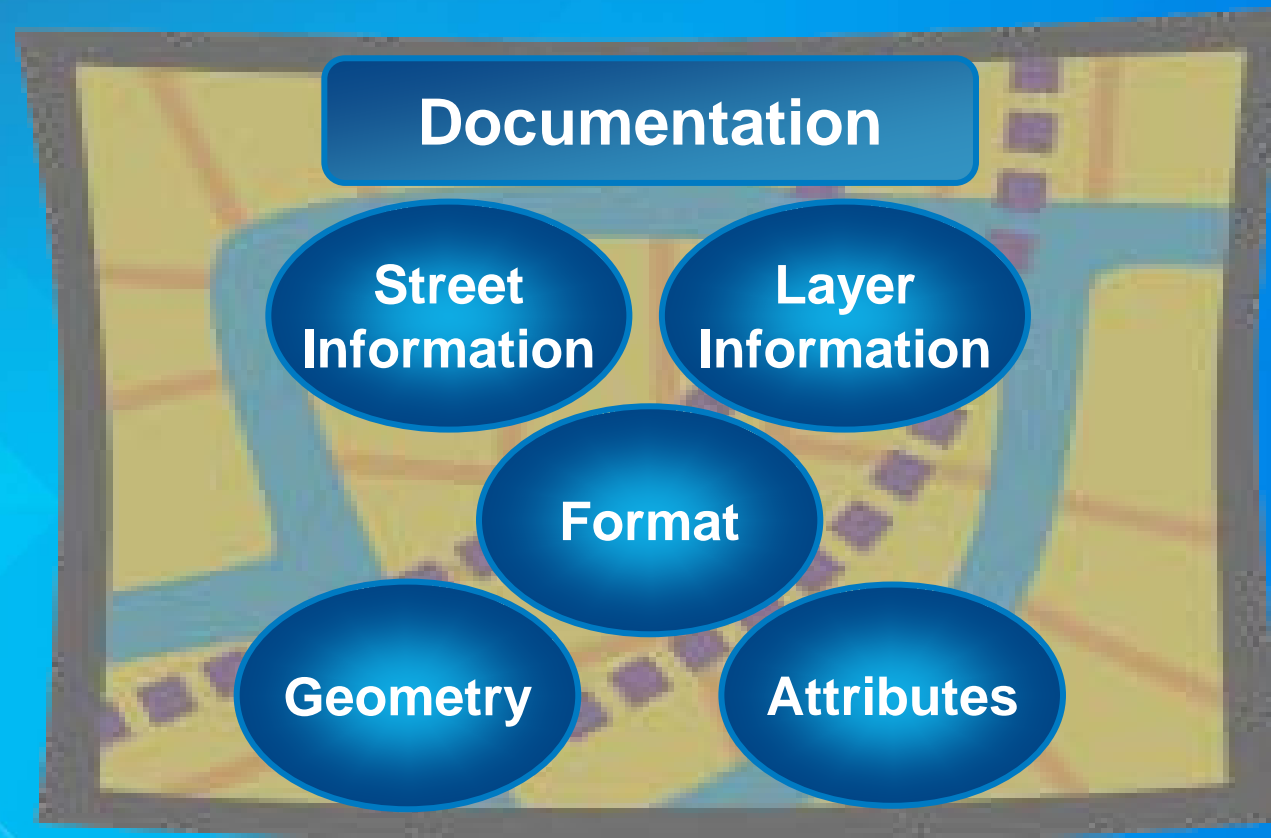 Documentation
Street
Information
Layer
Information
Format
Geometry
Attributes